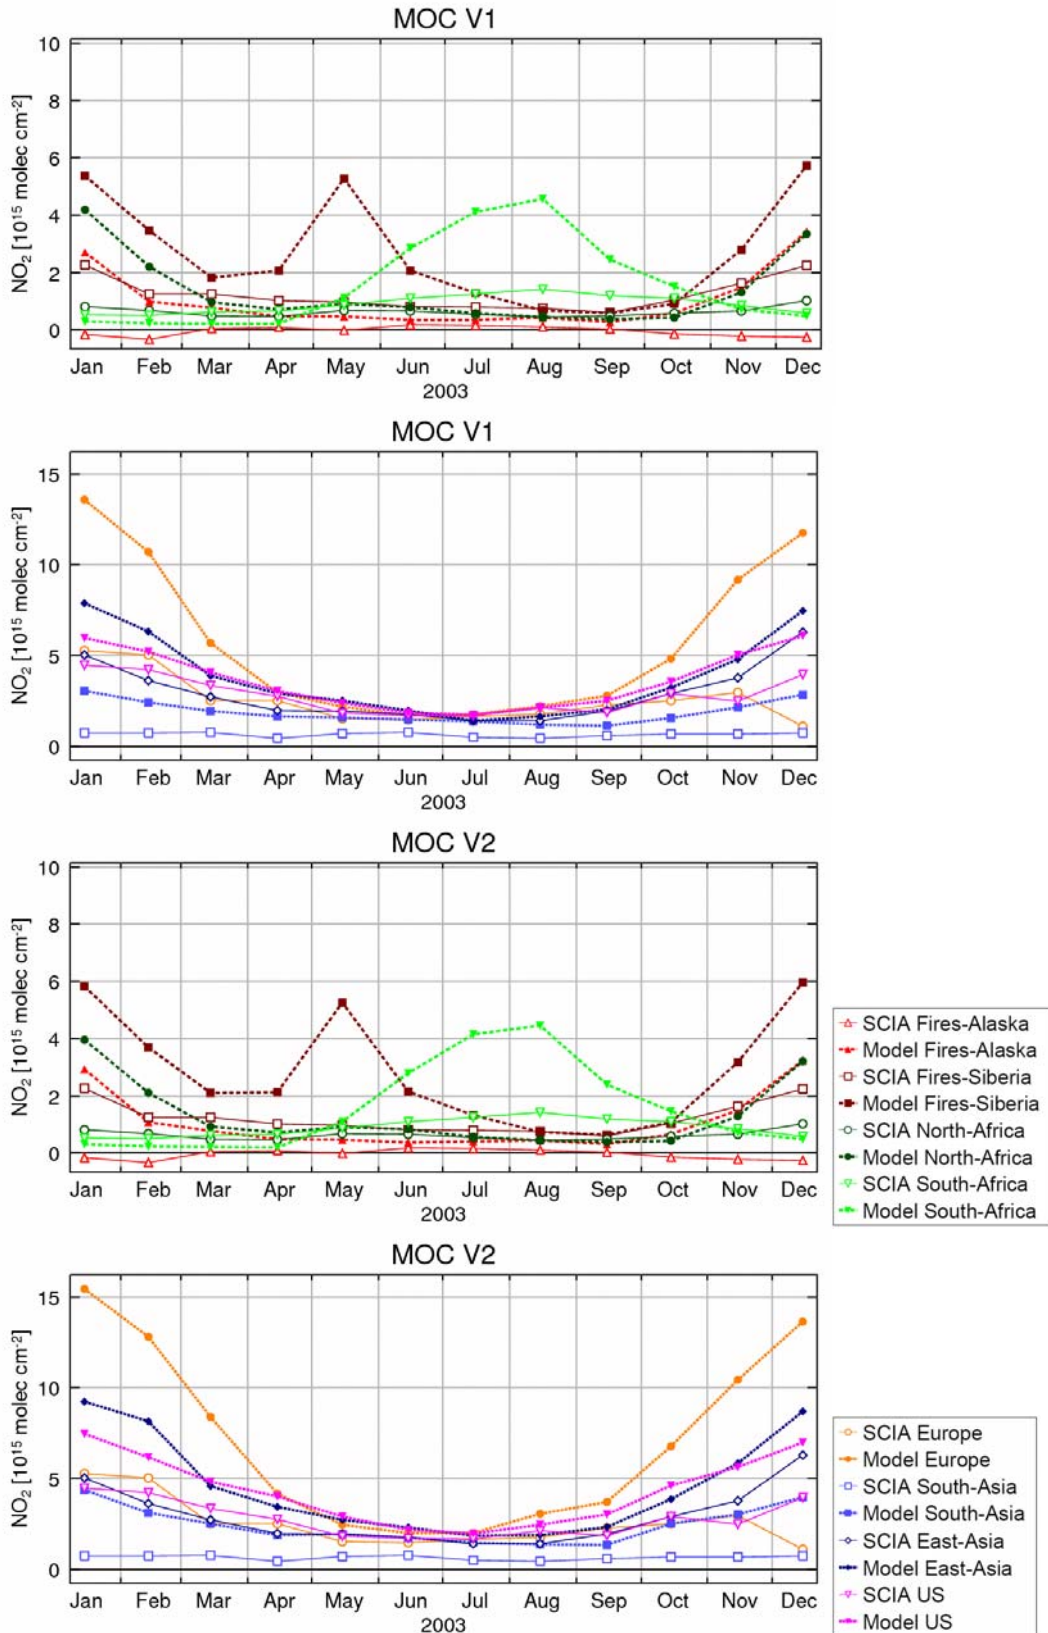 MOC V1
10
8
6
4
2
0
NO2 [10^15 molec cm^-2]
Jan Feb Mar Apr May Jun Jul Aug Sep Oct Nov Dec
2003
MOC V1
15
10
5
0
NO2 [10^15 molec cm^-2]
Jan Feb Mar Apr May Jun Jul Aug Sep Oct Nov Dec
2003
MOC V2
10
8
6
4
2
0
NO2 [10^15 molec cm^-2]
Jan Feb Mar Apr May Jun Jul Aug Sep Oct Nov Dec
2003
SCIA Fires-Alaska
Model Fires-Alaska
SCIA Fires-Siberia
Model Fires-Siberia
SCIA North-Africa
Model North-Africa
SCIA South-Africa
Model South-Africa
MOC V2
15
10
5
0
NO2 [10^15 molec cm^-2]
Jan Feb Mar Apr May Jun Jul Aug Sep Oct Nov Dec
2003
SCIA Europe
Model Europe
SCIA South-Asia
Model South-Asia
SCIA East-Asia
Model East-Asia
SCIA US
Model US